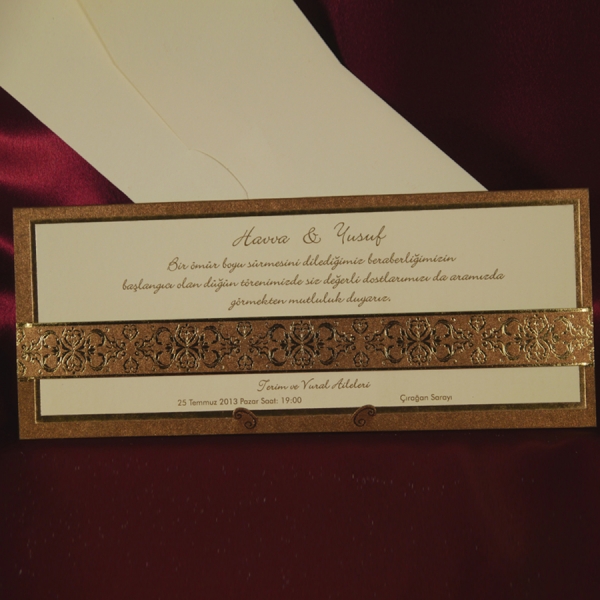 Havva & Yusuf
Bir ömür boyu sürmesini dilediğimiz beraberliğimizin
başlangıcı olan düğün törenimizde siz değerli dostlarımızı da aramızda
görmekten mutluluk duyarız.
Terim ve Vural Aileleri
25 Temmuz 2013 Pazar Saat: 19:00 Çırağan Sarayı